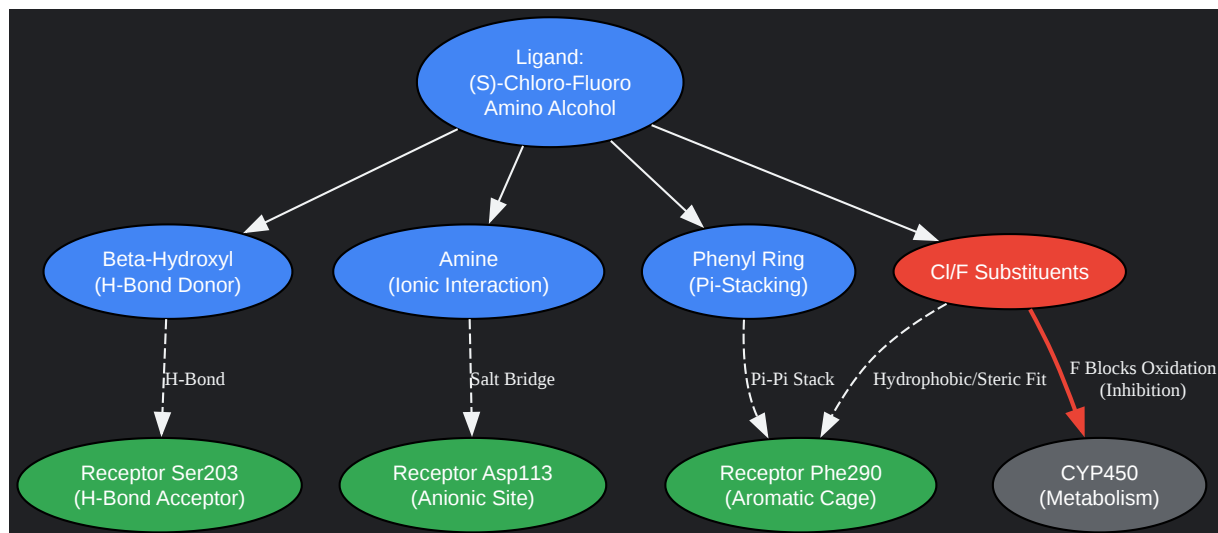 Ligand:
(S)-Chloro-Fluoro
Amino Alcohol
Beta-Hydroxyl
(H-Bond Donor)
Amine
(Ionic Interaction)
Phenyl Ring
(Pi-Stacking)
Cl/F Substituents
H-Bond
Salt Bridge
Pi-Pi Stack
Hydrophobic/Steric Fit
F Blocks Oxidation
(Inhibition)
Receptor Ser203
(H-Bond Acceptor)
Receptor Asp113
(Anionic Site)
Receptor Phe290
(Aromatic Cage)
CYP450
(Metabolism)